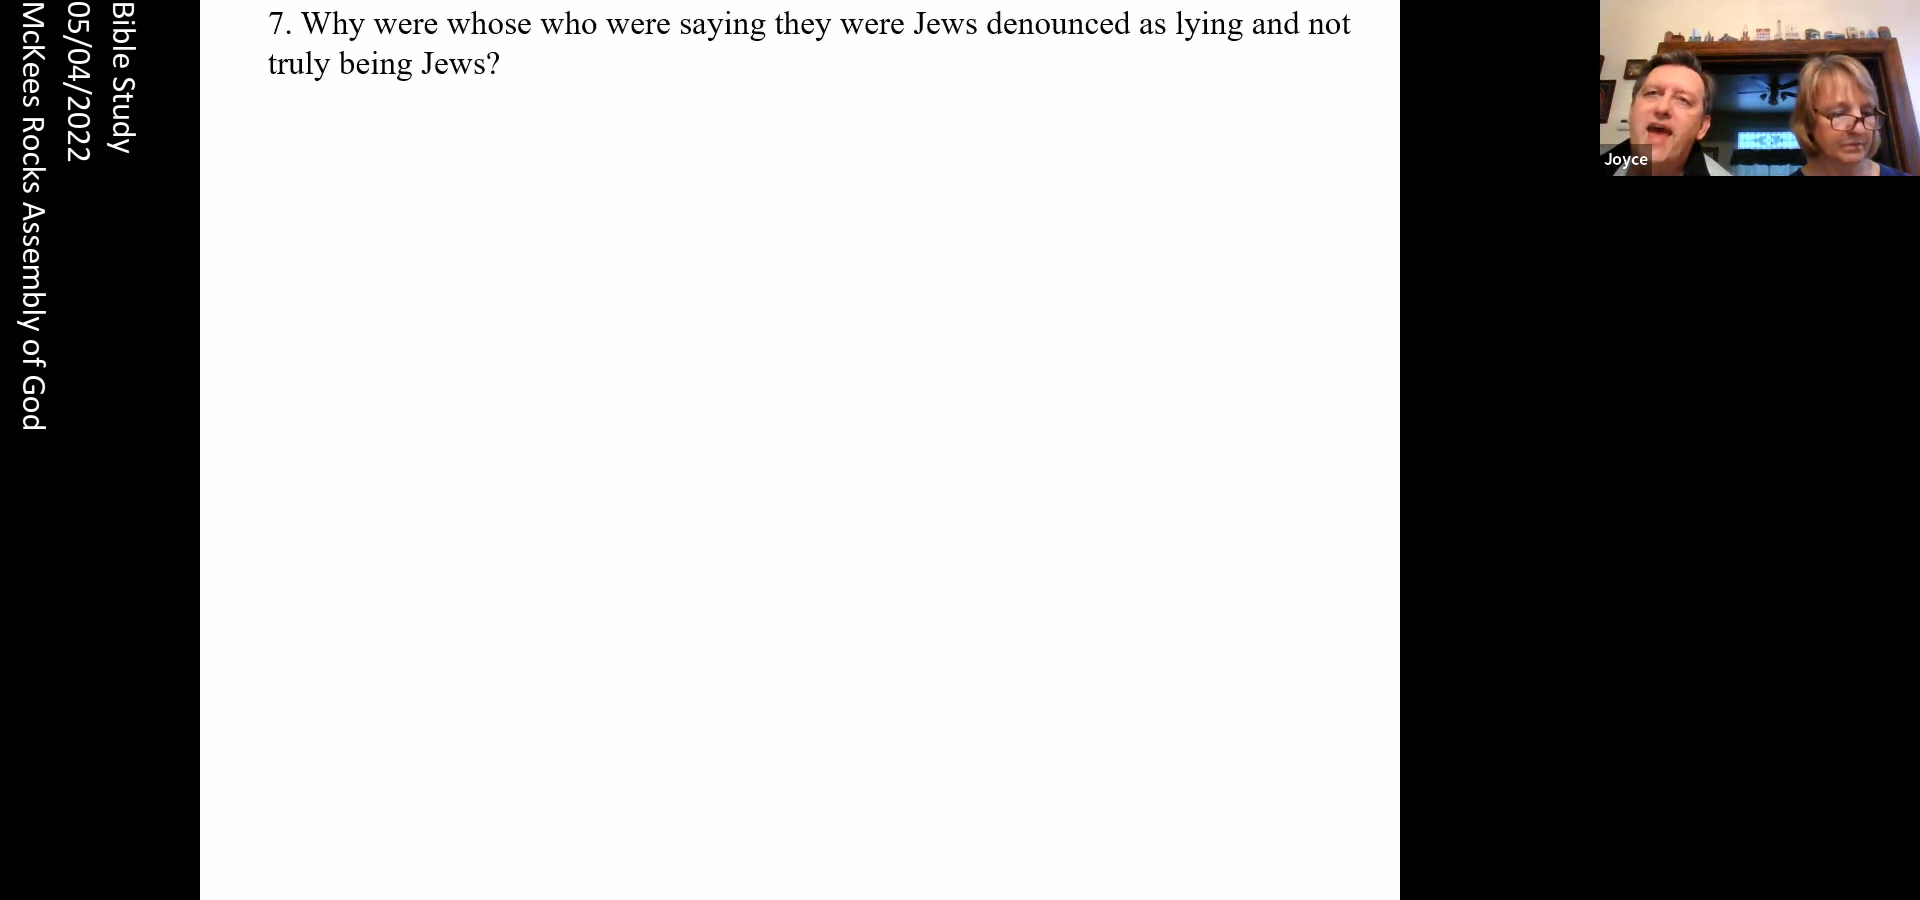 Bible Study
05/04/2022
McKees Rocks Assembly of God
7. Why were whose who were saying they were Jews denounced as lying and not
truly being Jews?
Joyce